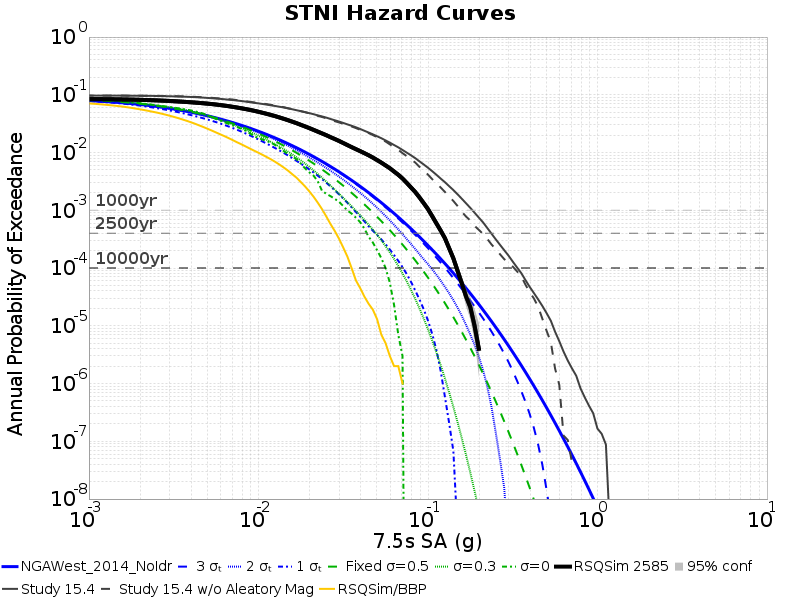 STNI Hazard Curves
Annual Probability of Exceedance
10^0
10^-1
10^-2
10^-3
10^-4
10^-5
10^-6
10^-7
10^-8
1000yr
2500yr
10000yr
10^-3 10^-2 10^-1 10^0 10^1
7.5s SA (g)
NGAWest_2014_NoIdr 3 σₜ 2 σₜ 1 σₜ Fixed σ=0.5 σ=0.3 σ=0 RSQSim 2585 95% conf
Study 15.4 Study 15.4 w/o Aleatory Mag RSQSim/BBP